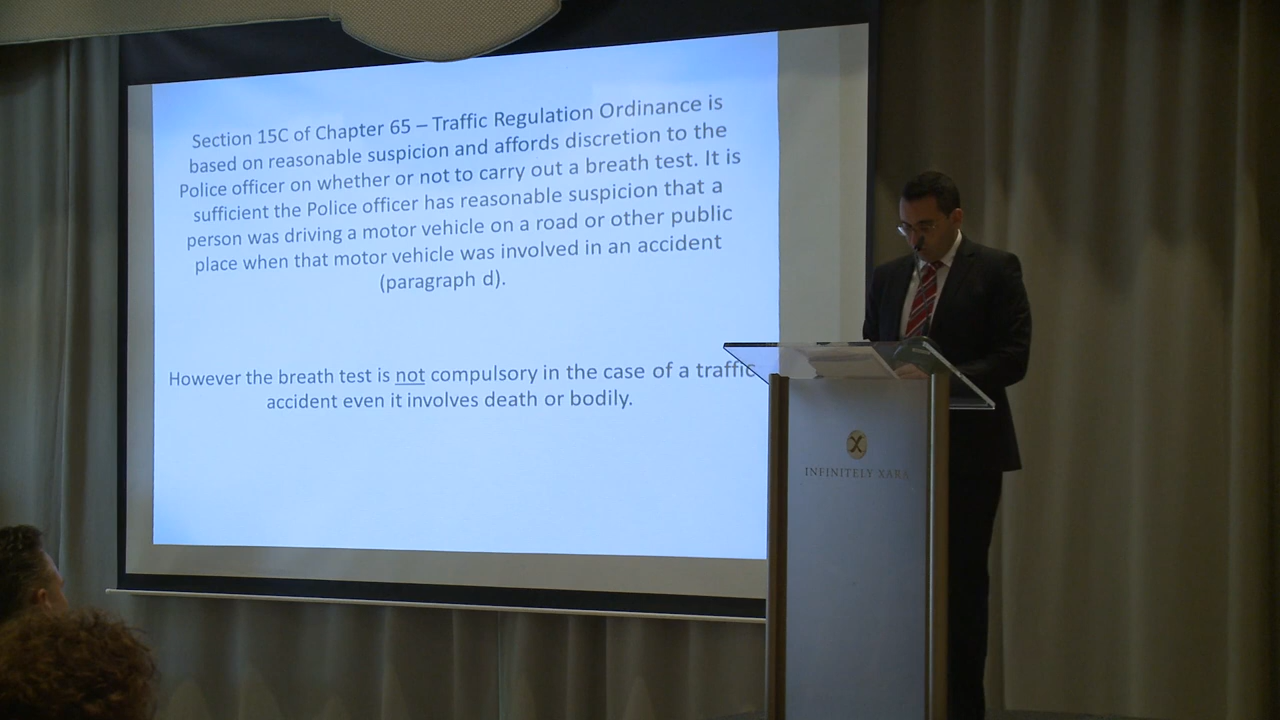 Section 15C of Chapter 65 – Traffic Regulation Ordinance is
based on reasonable suspicion and affords discretion to the
Police officer on whether or not to carry out a breath test. It is
sufficient the Police officer has reasonable suspicion that a
person was driving a motor vehicle on a road or other public
place when that motor vehicle was involved in an accident
(paragraph d).
However the breath test is not compulsory in the case of a traffic
accident even it involves death or bodily.
X
INFINITELY XARA